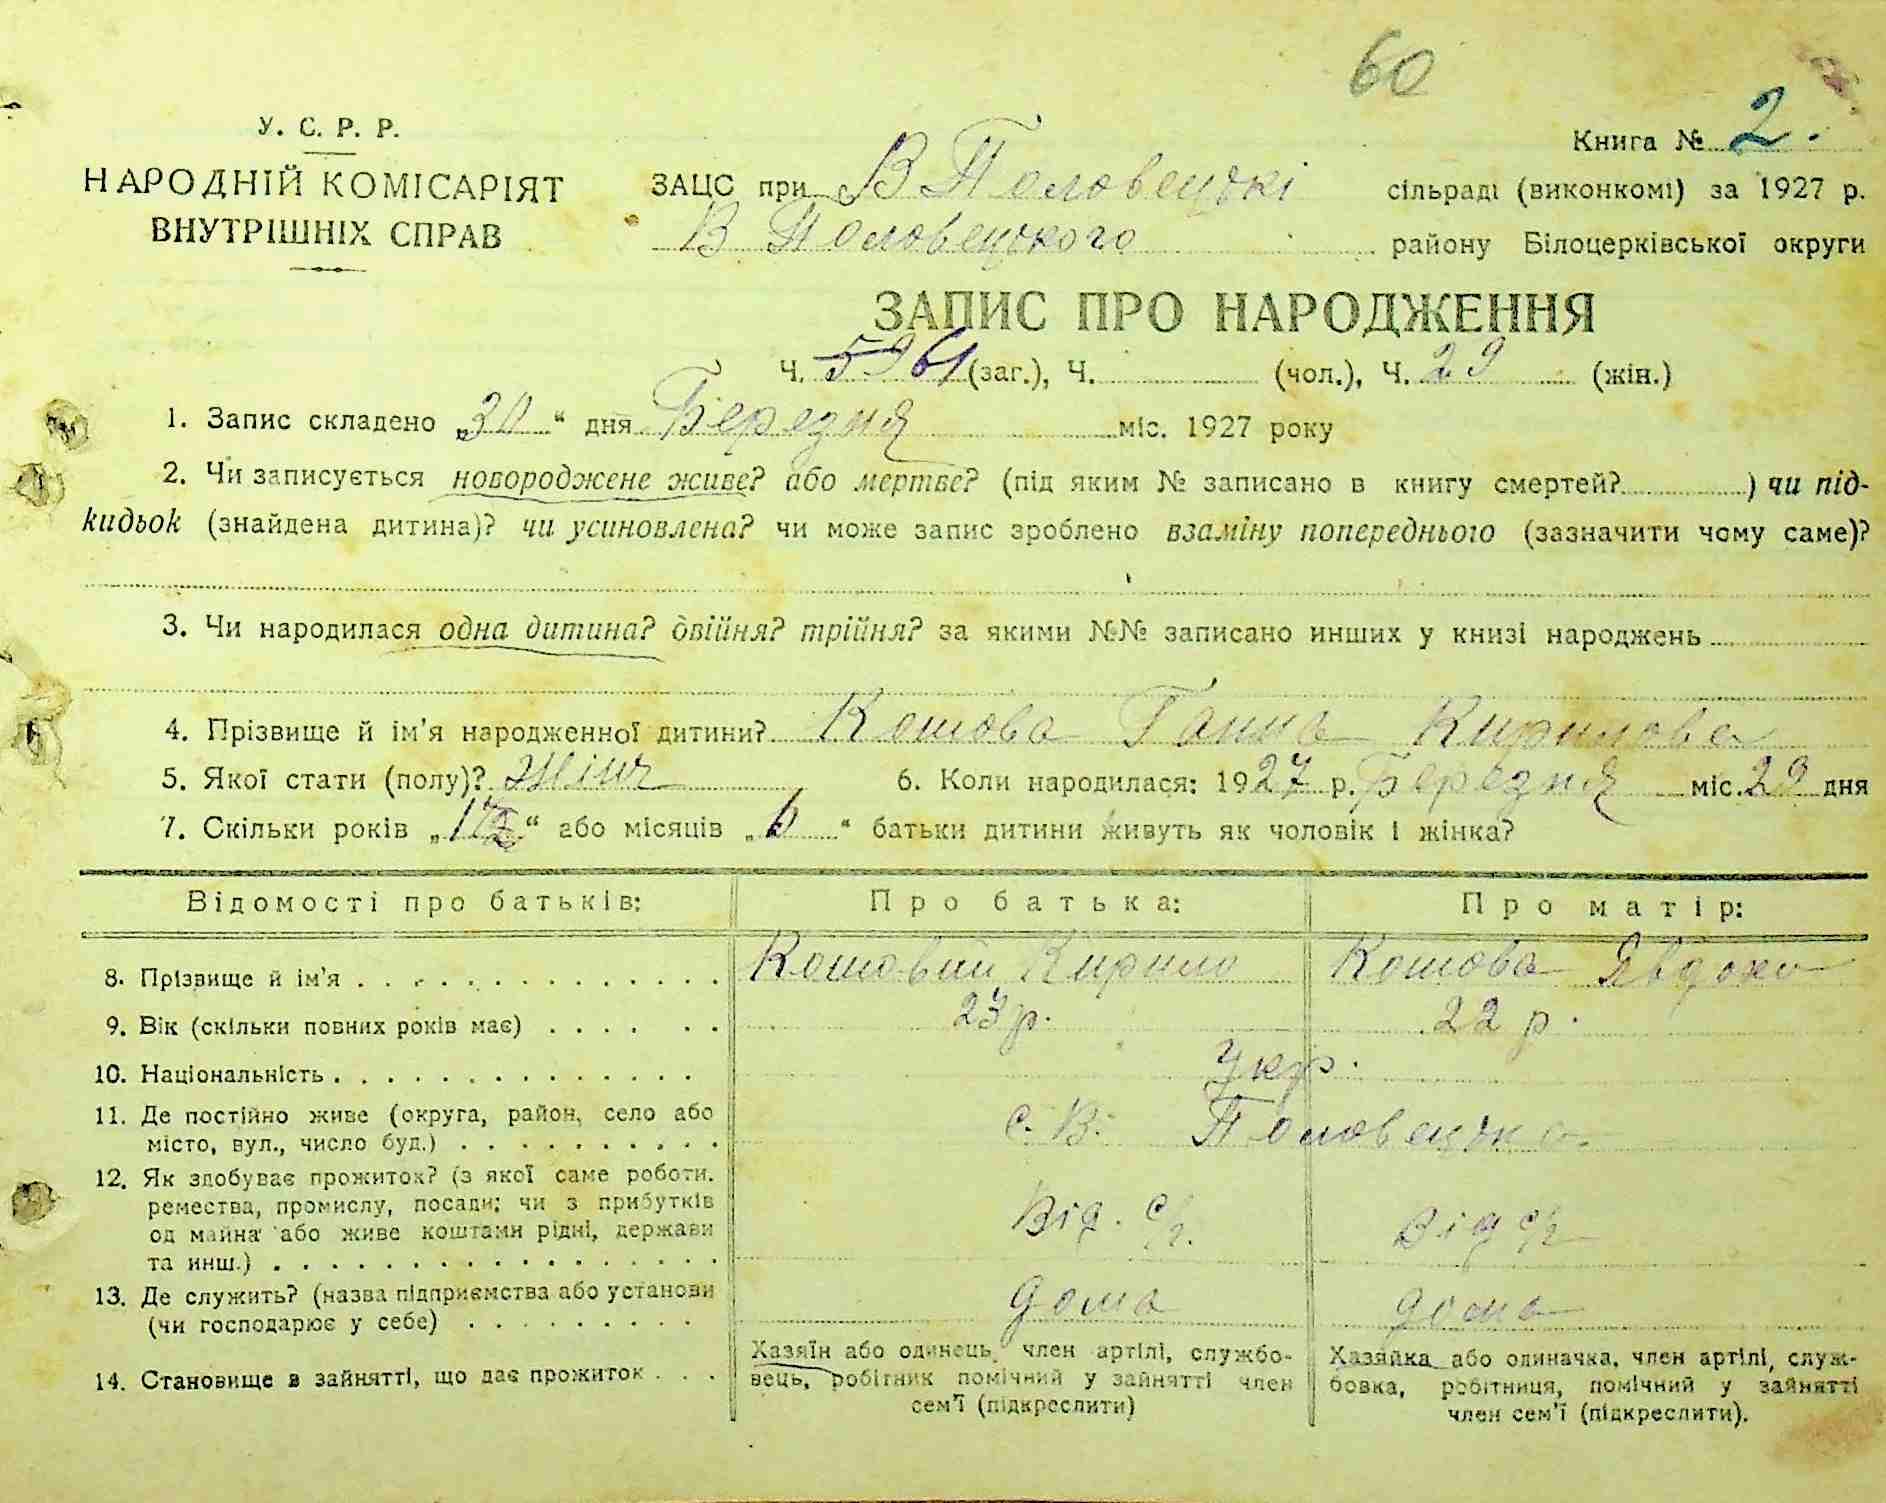 60
У. С. Р. Р.
НАРОДНІЙ КОМІСАРІЯТ
ВНУТРІШНІХ СПРАВ
Книга № 2.
ЗАЦС при В Половецькі сільраді (виконкомі) за 1927 р.
В Половецького району Білоцерківської округи
ЗАПИС ПРО НАРОДЖЕННЯ
Ч. 61 (заг.), Ч. (чол.), Ч. 29 (жін.)
1. Запис складено „30“ дня Березня міс. 1927 року
2. Чи записується новороджене живе? або мертве? (під яким № записано в книгу смертей? ) чи під-
кидьок (знайдена дитина)? чи усиновлена? чи може запис зроблено взаміну попереднього (зазначити чому саме)?
3. Чи народилася одна дитина? двійня? трійня? за якими №№ записано инших у книзі народжень
4. Прізвище й ім'я народженної дитини? Кошова Ганна Кирилова
5. Якої стати (полу)? жіноч 6. Коли народилася: 1927 р. Березня міс. 29 дня
7. Скільки років „1“ або місяців „6“ батьки дитини живуть як чоловік і жінка?
Відомості про батьків: Про батька: Про матір:
8. Прізвище й ім'я Кошовий Кирило Кошова Явдоха
9. Вік (скільки повних років має) 23 р. 22 р.
10. Національність Укр.
11. Де постійно живе (округа, район, село або
місто, вул., число буд.) с. В. Половецьке
12. Як здобуває прожиток? (з якої саме роботи.
ремества, промислу, посади; чи з прибутків
од майна або живе коштами рідні, держави
та инш.) Від. с/г. Від с/г
13. Де служить? (назва підприємства або установи
(чи господарює у себе) дома дома
14. Становище в зайнятті, що дає прожиток
Хазяїн або одинець, член артілі, службо-
вець, робітник помічний у зайнятті член
сем'ї (підкреслити)
Хазяйка або одиначка, член артілі, служ-
бовка, робітниця, помічний у зайнятті
член сем'ї (підкреслити).